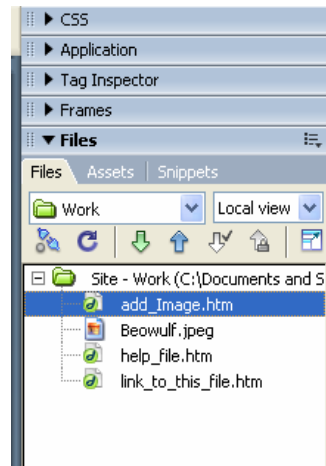 CSS
Application
Tag Inspector
Frames
Files
Files Assets Snippets
Work Local view
Site - Work (C:\Documents and S
add_Image.htm
Beowulf.jpeg
help_file.htm
link_to_this_file.htm